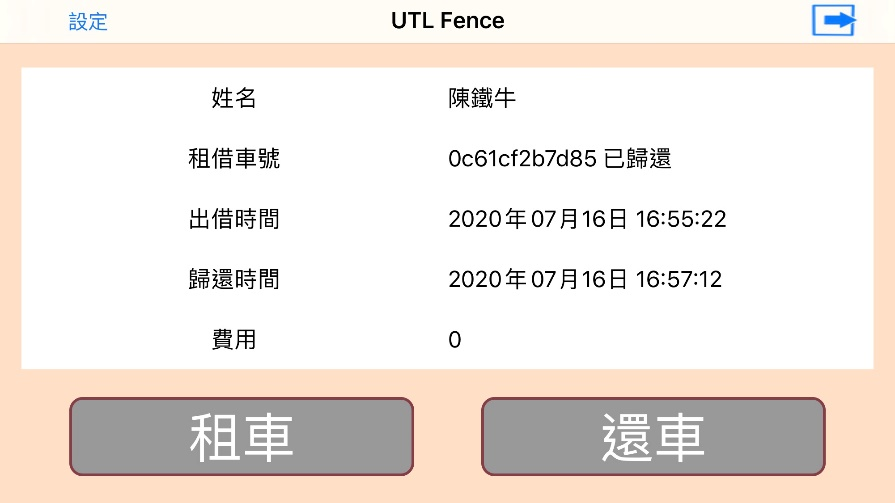 設定 UTL Fence
姓名 陳鐵牛
租借車號 0c61cf2b7d85 已歸還
出借時間 2020年07月16日 16:55:22
歸還時間 2020年07月16日 16:57:12
費用 0
租車 還車